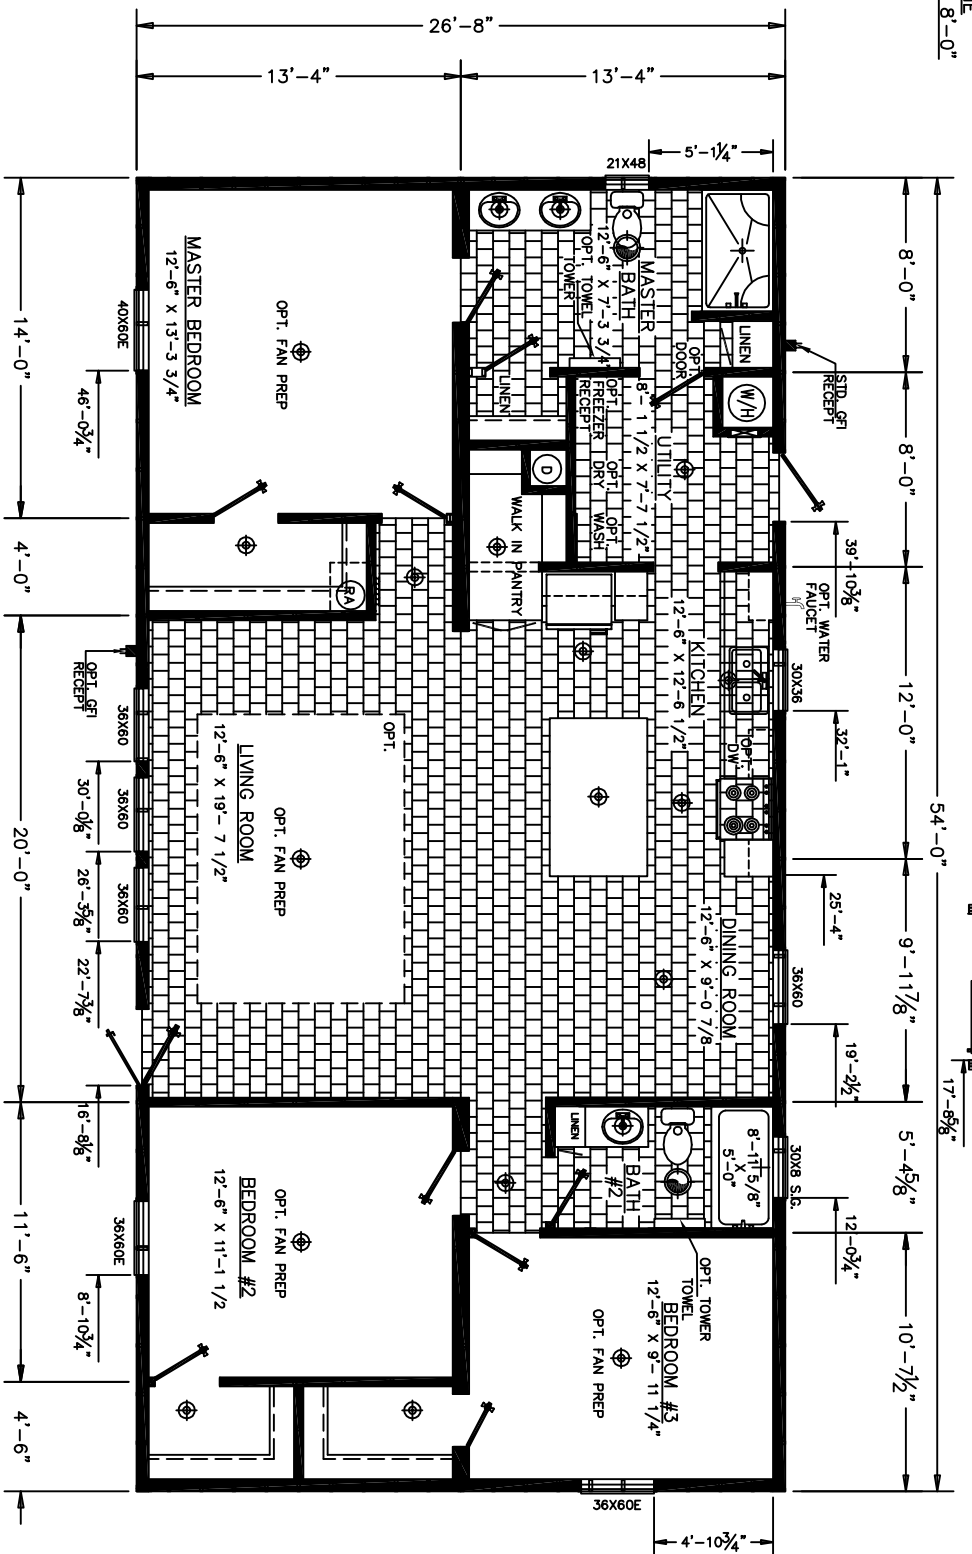 E
8'-0"
26'-8"
13'-4"
13'-4"
5'-1¼"
21X48
54'-0"
8'-0"
8'-0"
12'-0"
9'-11⅞"
5'-4⅝"
10'-7½"
17'-8⅝"
STD. GFI
RECEPT
39'-10⅜"
OPT. WATER
FAUCET
30X36
32'-1"
25'-4"
36X60
19'-2½"
30X8 S.G.
12'-0¾"
LINEN
W/H
OPT.
DOOR
MASTER
BATH
12'-6" X 7'-3 3/4"
OPT. TOWEL
TOWER
LINEN
UTILITY
8'-1 1/2 X 7'-7 1/2"
OPT.
FREEZER
RECEPT
OPT.
DRY
OPT.
WASH
D
WALK IN PANTRY
KITCHEN
12'-6" X 12'-6 1/2"
OPT.
DW.
DINING ROOM
12'-6" X 9'-0 7/8
8'-11 5/8"
X
5'-0"
BATH
#2
LINEN
OPT. TOWER
TOWEL
BEDROOM #3
12'-6" X 9'-11 1/4"
OPT. FAN PREP
36X60E
4'-10¾"
OPT. FAN PREP
MASTER BEDROOM
12'-6" X 13'-3 3/4"
RA
OPT.
OPT. FAN PREP
LIVING ROOM
12'-6" X 19'-7 1/2"
OPT. FAN PREP
BEDROOM #2
12'-6" X 11'-1 1/2
40X60E
46'-0¾"
OPT. GFI
RECEPT
36X60
30'-0⅛"
36X60
26'-3⅝"
36X60
22'-7⅜"
16'-8⅛"
36X60E
8'-10¾"
14'-0"
4'-0"
20'-0"
11'-6"
4'-6"